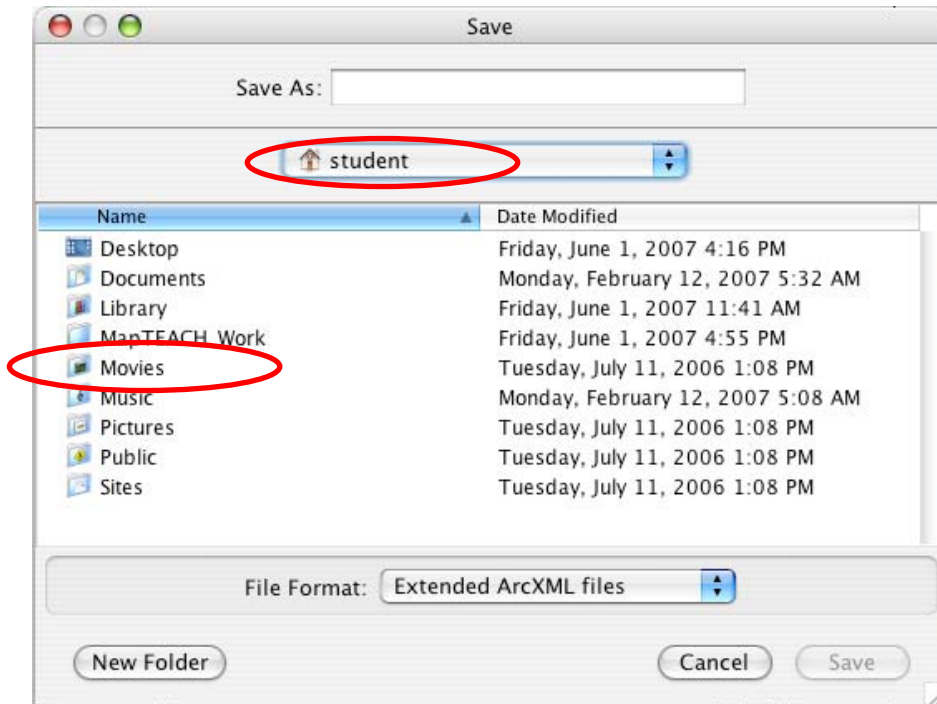 Save
Save As:
student
Name Date Modified
Desktop Friday, June 1, 2007 4:16 PM
Documents Monday, February 12, 2007 5:32 AM
Library Friday, June 1, 2007 11:41 AM
MapTEACH_Work Friday, June 1, 2007 4:55 PM
Movies Tuesday, July 11, 2006 1:08 PM
Music Monday, February 12, 2007 5:08 AM
Pictures Tuesday, July 11, 2006 1:08 PM
Public Tuesday, July 11, 2006 1:08 PM
Sites Tuesday, July 11, 2006 1:08 PM
File Format: Extended ArcXML files
New Folder Cancel Save